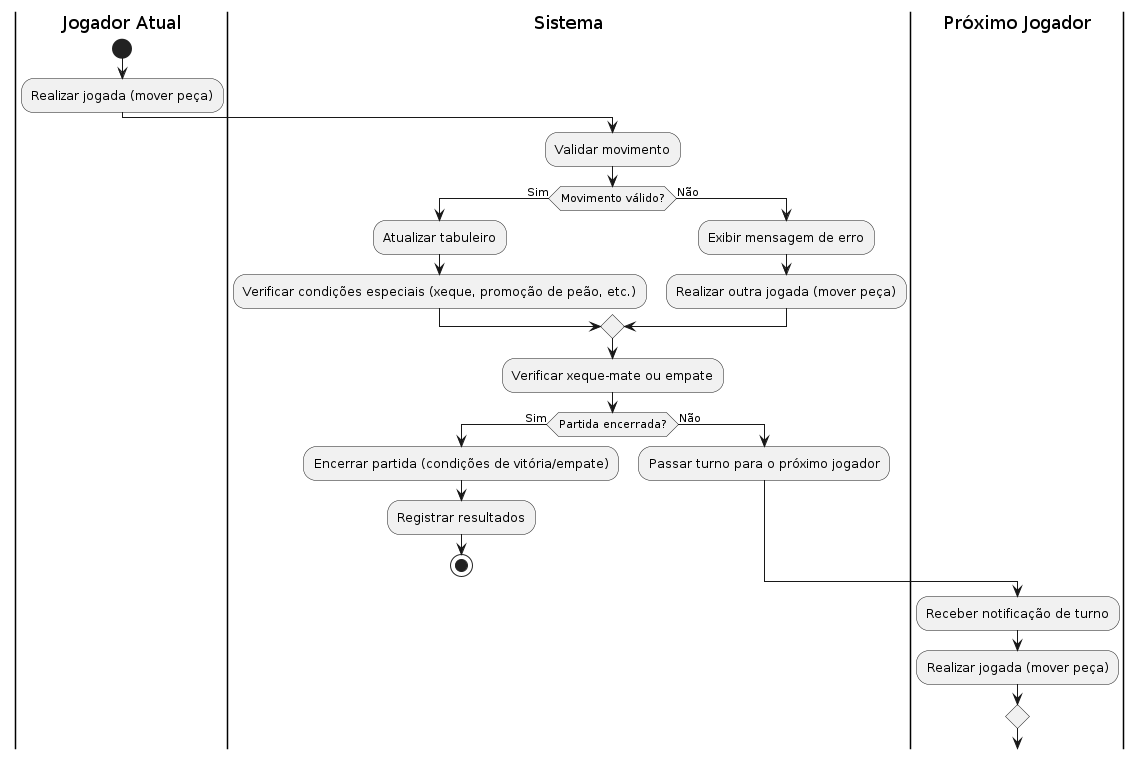 Jogador Atual
Sistema
Próximo Jogador
Realizar jogada (mover peça)
Validar movimento
Sim
Movimento válido?
Não
Atualizar tabuleiro
Exibir mensagem de erro
Verificar condições especiais (xeque, promoção de peão, etc.)
Realizar outra jogada (mover peça)
Verificar xeque-mate ou empate
Sim
Partida encerrada?
Não
Encerrar partida (condições de vitória/empate)
Passar turno para o próximo jogador
Registrar resultados
Receber notificação de turno
Realizar jogada (mover peça)